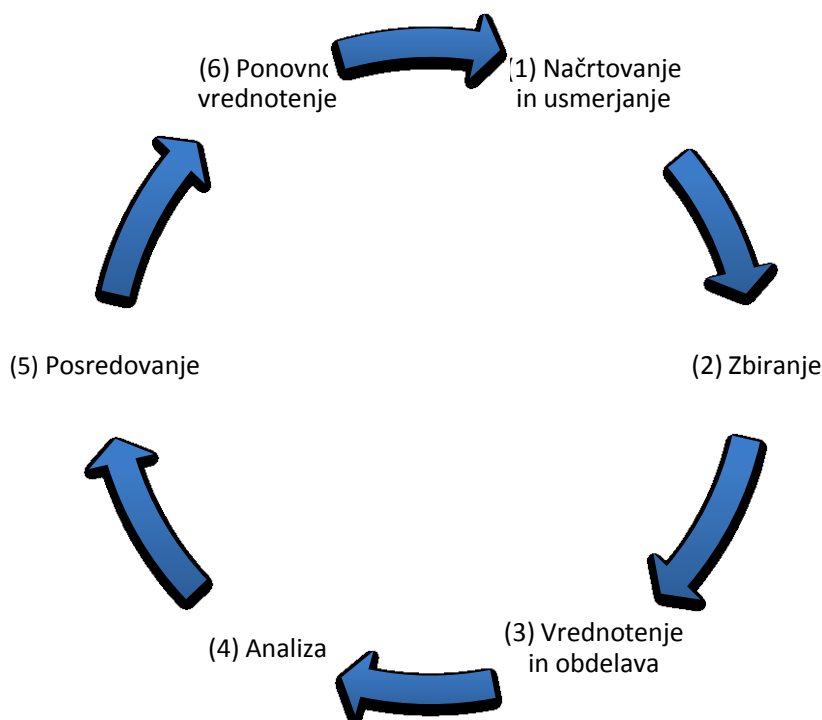 (1) Načrtovanje
in usmerjanje
(2) Zbiranje
(3) Vrednotenje
in obdelava
(4) Analiza
(5) Posredovanje
(6) Ponovno
vrednotenje